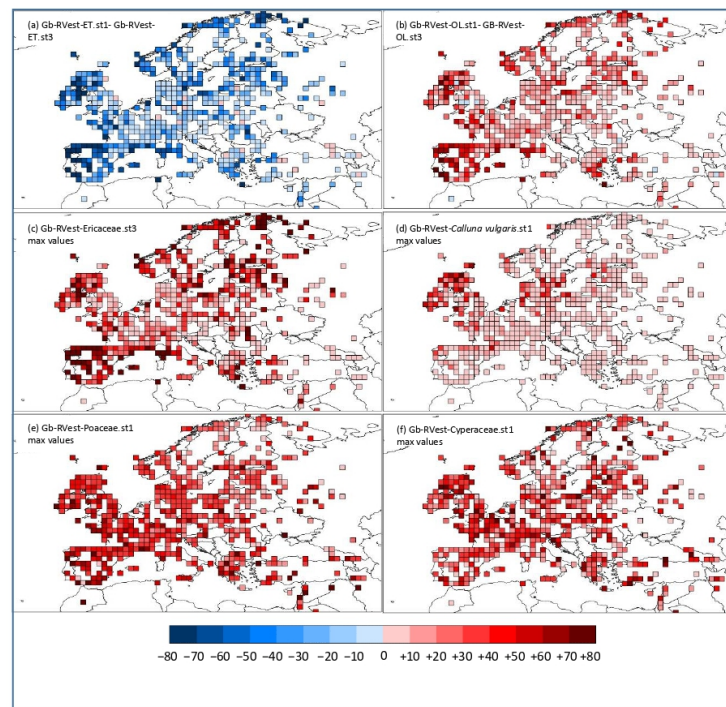 (a) Gb-RVest-ET.st1- Gb-RVest-
ET.st3
(b) Gb-RVest-OL.st1- GB-RVest-
OL.st3
(c) Gb-RVest-Ericaceae.st3
max values
(d) Gb-RVest-Calluna vulgaris.st1
max values
(e) Gb-RVest-Poaceae.st1
max values
(f) Gb-RVest-Cyperaceae.st1
max values
−80 −70 −60 −50 −40 −30 −20 −10 0 +10 +20 +30 +40 +50 +60 +70 +80